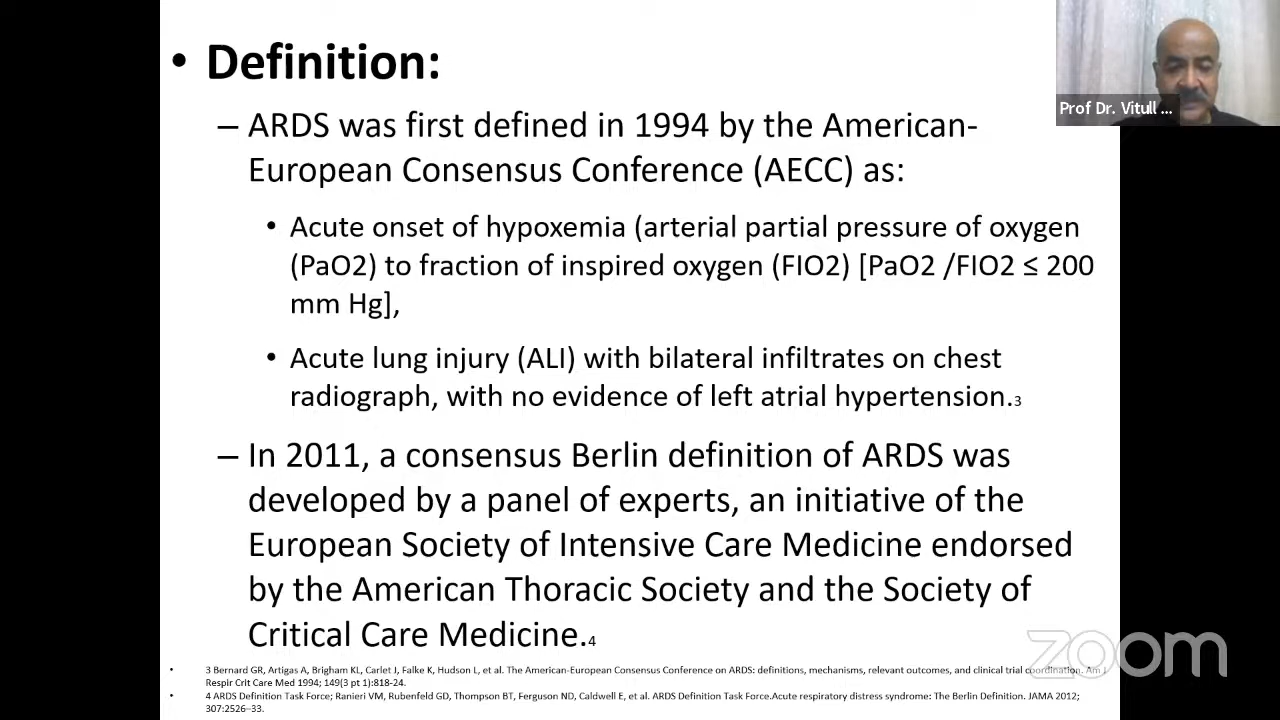 • Definition:
– ARDS was first defined in 1994 by the American-
European Consensus Conference (AECC) as:
• Acute onset of hypoxemia (arterial partial pressure of oxygen
(PaO2) to fraction of inspired oxygen (FIO2) [PaO2 /FIO2 ≤ 200
mm Hg],
• Acute lung injury (ALI) with bilateral infiltrates on chest
radiograph, with no evidence of left atrial hypertension.3
– In 2011, a consensus Berlin definition of ARDS was
developed by a panel of experts, an initiative of the
European Society of Intensive Care Medicine endorsed
by the American Thoracic Society and the Society of
Critical Care Medicine.4
• 3 Bernard GR, Artigas A, Brigham KL, Carlet J, Falke K, Hudson L, et al. The American-European Consensus Conference on ARDS: definitions, mechanisms, relevant outcomes, and clinical trial coordination. Am J
Respir Crit Care Med 1994; 149(3 pt 1):818-24.
• 4 ARDS Definition Task Force; Ranieri VM, Rubenfeld GD, Thompson BT, Ferguson ND, Caldwell E, et al. ARDS Definition Task Force.Acute respiratory distress syndrome: The Berlin Definition. JAMA 2012;
307:2526–33.
Prof Dr. Vitull ...
zoom